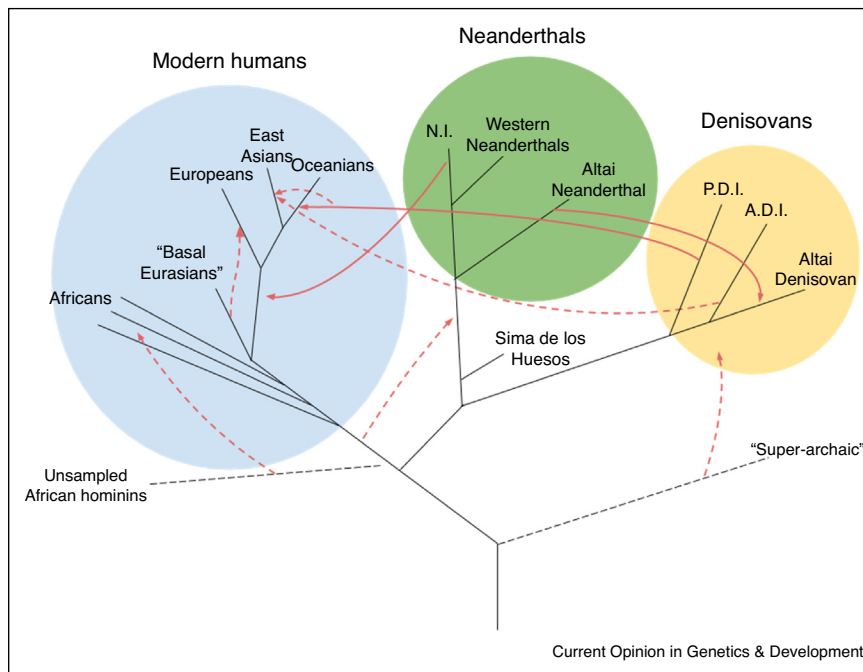 Neanderthals
Modern humans
Denisovans
N.I.
Western
Neanderthals
East
Asians
Oceanians
Europeans
Altai
Neanderthal
P.D.I.
A.D.I.
"Basal
Eurasians"
Altai
Denisovan
Africans
Sima de los
Huesos
"Super-archaic"
Unsampled
African hominins
Current Opinion in Genetics & Development